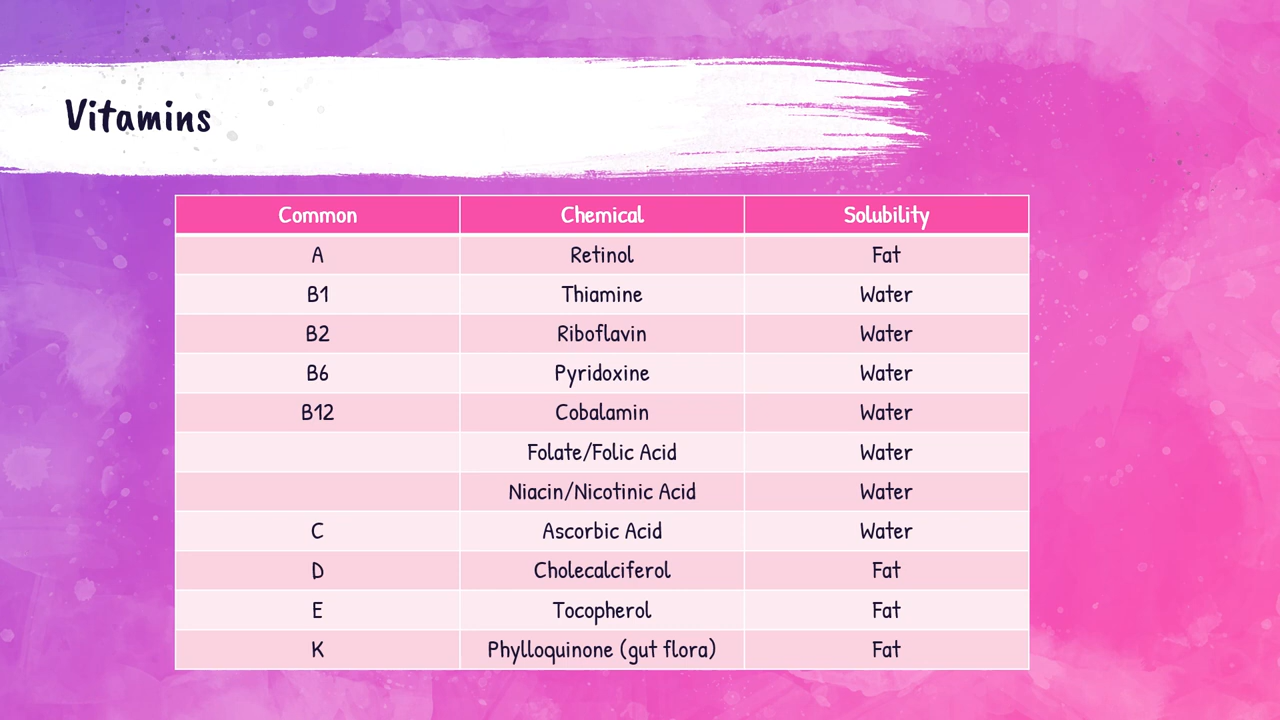 Vitamins
Common Chemical Solubility
A Retinol Fat
B1 Thiamine Water
B2 Riboflavin Water
B6 Pyridoxine Water
B12 Cobalamin Water
Folate/Folic Acid Water
Niacin/Nicotinic Acid Water
C Ascorbic Acid Water
D Cholecalciferol Fat
E Tocopherol Fat
K Phylloquinone (gut flora) Fat